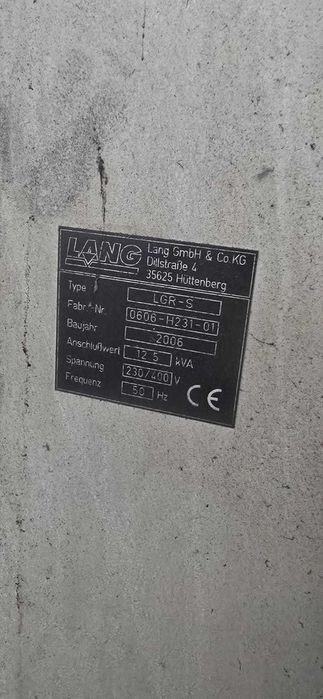 LANG
Lang GmbH & Co.KG
Dillstraße 4
35625 Hüttenberg
Type LGR-S
Fabr.-Nr. 0606-H231-01
Baujahr 2006
Anschlußwert 12.5 kVA
Spannung 230/400 V
Frequenz 50 Hz
CE